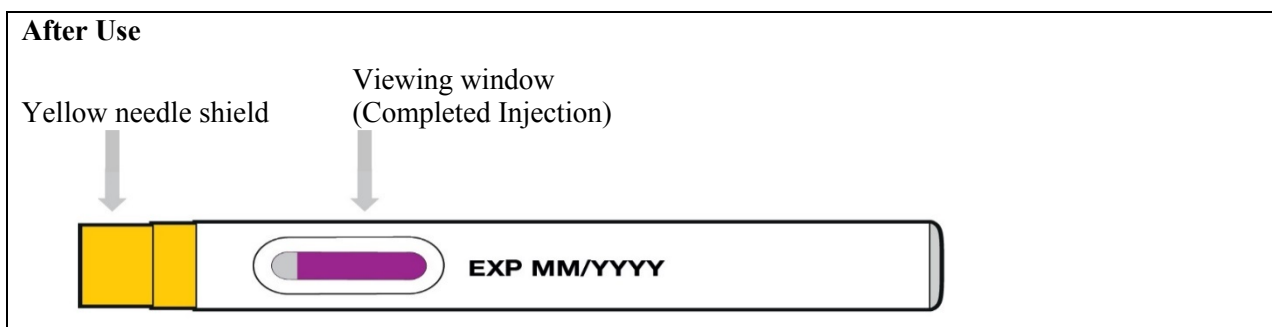 After Use
Viewing window
Yellow needle shield (Completed Injection)
EXP MM/YYYY